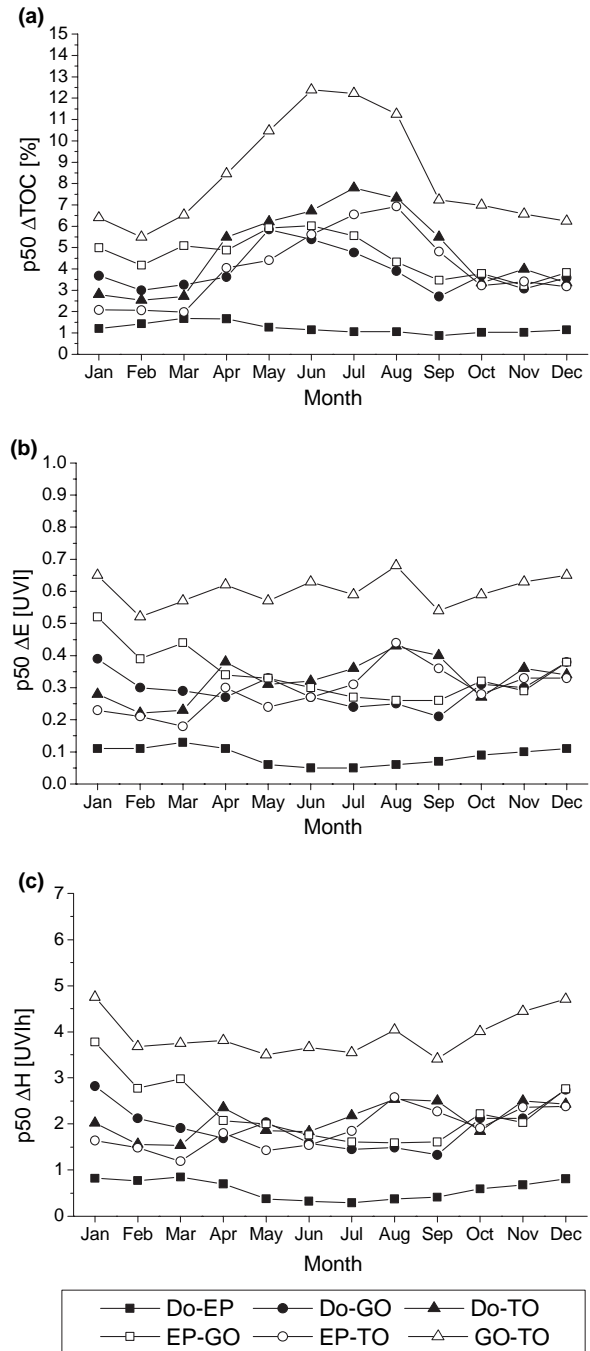 (a)
p50 ΔTOC [%]
15
14
13
12
11
10
9
8
7
6
5
4
3
2
1
0
Jan Feb Mar Apr May Jun Jul Aug Sep Oct Nov Dec
Month
(b)
p50 ΔE [UVI]
1.0
0.9
0.8
0.7
0.6
0.5
0.4
0.3
0.2
0.1
0.0
Jan Feb Mar Apr May Jun Jul Aug Sep Oct Nov Dec
Month
(c)
p50 ΔH [UVIh]
7
6
5
4
3
2
1
0
Jan Feb Mar Apr May Jun Jul Aug Sep Oct Nov Dec
Month
Do-EP Do-GO Do-TO
EP-GO EP-TO GO-TO